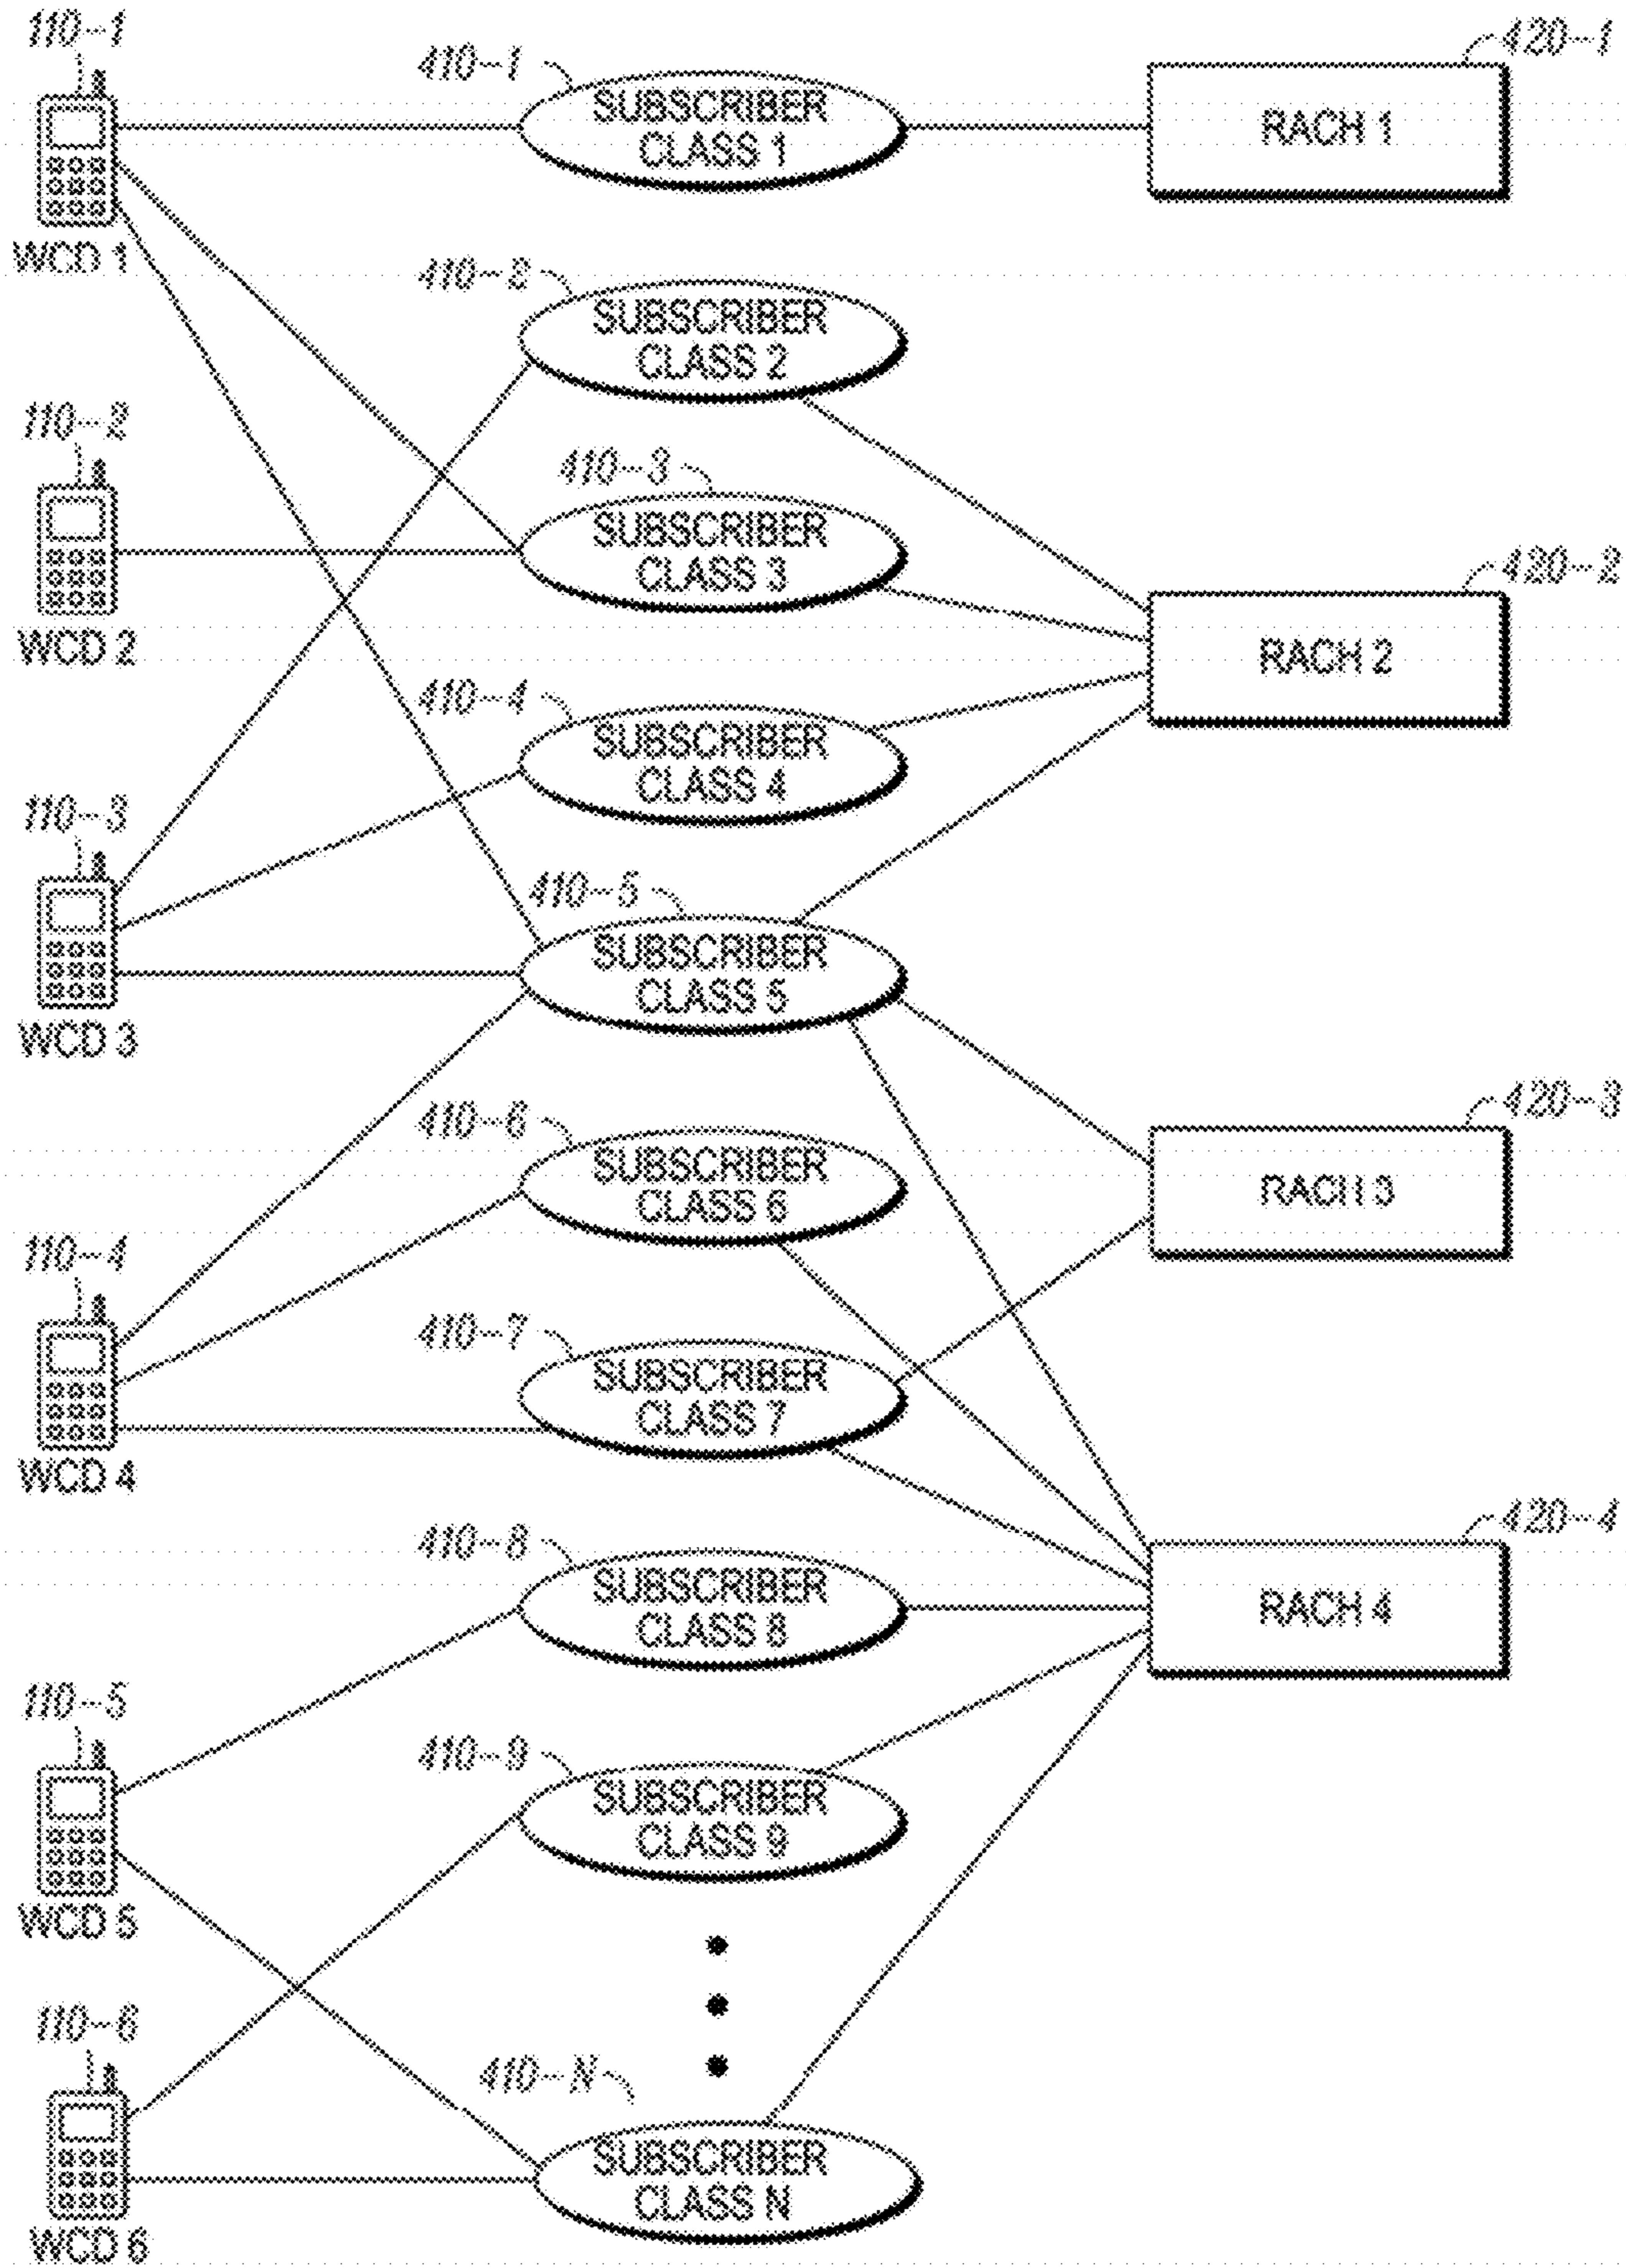 110-1
410-1
420-1
SUBSCRIBER
CLASS 1
RACH 1
WCD 1
410-2
SUBSCRIBER
CLASS 2
110-2
410-3
SUBSCRIBER
CLASS 3
420-2
WCD 2
RACH 2
410-4
SUBSCRIBER
CLASS 4
110-3
410-5
SUBSCRIBER
CLASS 5
WCD 3
420-3
410-6
SUBSCRIBER
CLASS 6
RACH 3
110-4
410-7
SUBSCRIBER
CLASS 7
WCD 4
420-4
410-8
SUBSCRIBER
CLASS 8
RACH 4
110-5
410-9
SUBSCRIBER
CLASS 9
WCD 5
110-6
410-N
SUBSCRIBER
CLASS N
WCD 6